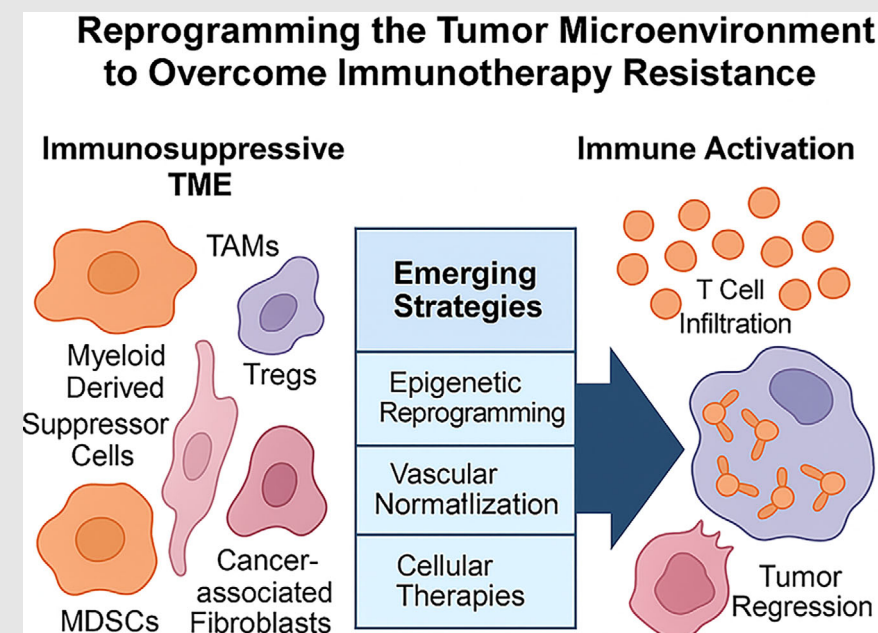 Reprogramming the Tumor Microenvironment
to Overcome Immunotherapy Resistance
Immunosuppressive
TME
TAMs
Tregs
Myeloid
Derived
Suppressor
Cells
MDSCs
Cancer-
associated
Fibroblasts
Emerging
Strategies
Epigenetic
Reprogramming
Vascular
Normatlization
Cellular
Therapies
Immune Activation
T Cell
Infiltration
Tumor
Regression